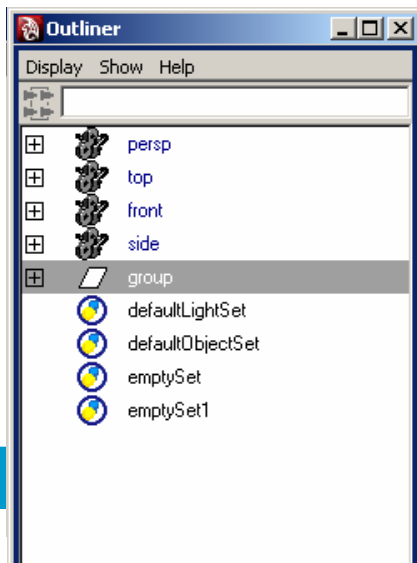 Outliner
Display Show Help
persp
top
front
side
group
defaultLightSet
defaultObjectSet
emptySet
emptySet1